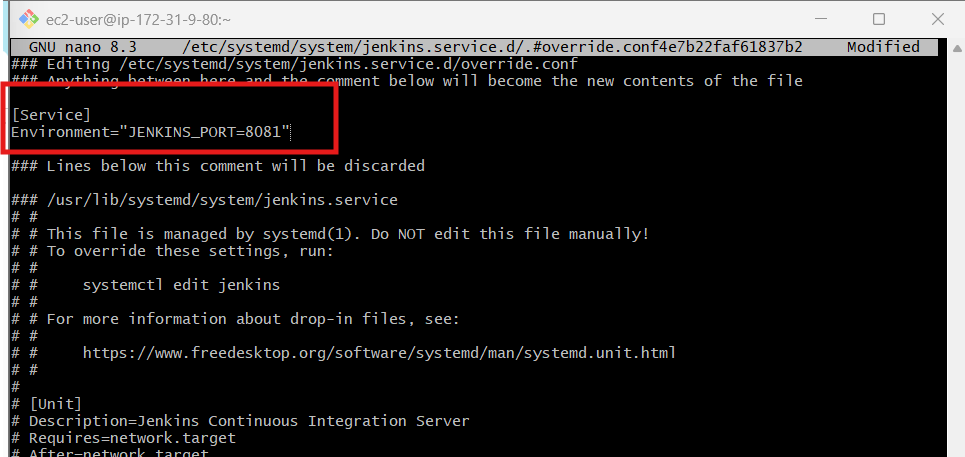 ec2-user@ip-172-31-9-80:~
GNU nano 8.3 /etc/systemd/system/jenkins.service.d/.#override.conf4e7b22faf61837b2 Modified
### Editing /etc/systemd/system/jenkins.service.d/override.conf
### Anything between here and the comment below will become the new contents of the file
[Service]
Environment="JENKINS_PORT=8081"
### Lines below this comment will be discarded
### /usr/lib/systemd/system/jenkins.service
# #
# # This file is managed by systemd(1). Do NOT edit this file manually!
# # To override these settings, run:
# #
# #     systemctl edit jenkins
# #
# # For more information about drop-in files, see:
# #
# #     https://www.freedesktop.org/software/systemd/man/systemd.unit.html
# #
#
# [Unit]
# Description=Jenkins Continuous Integration Server
# Requires=network.target
# After=network.target